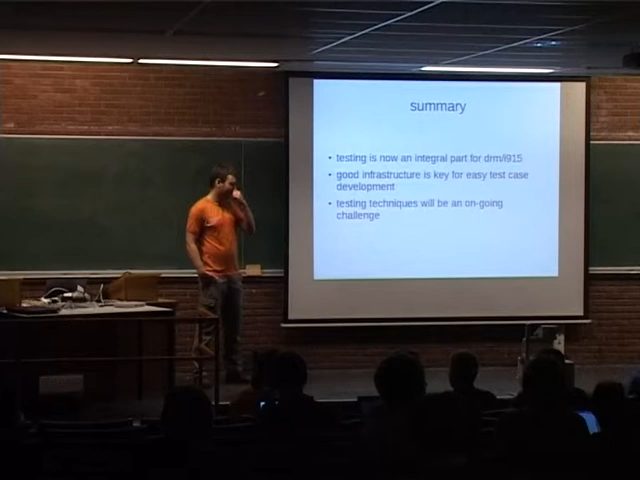 summary
• testing is now an integral part for drm/i915
• good infrastructure is key for easy test case
development
• testing techniques will be an on-going
challenge